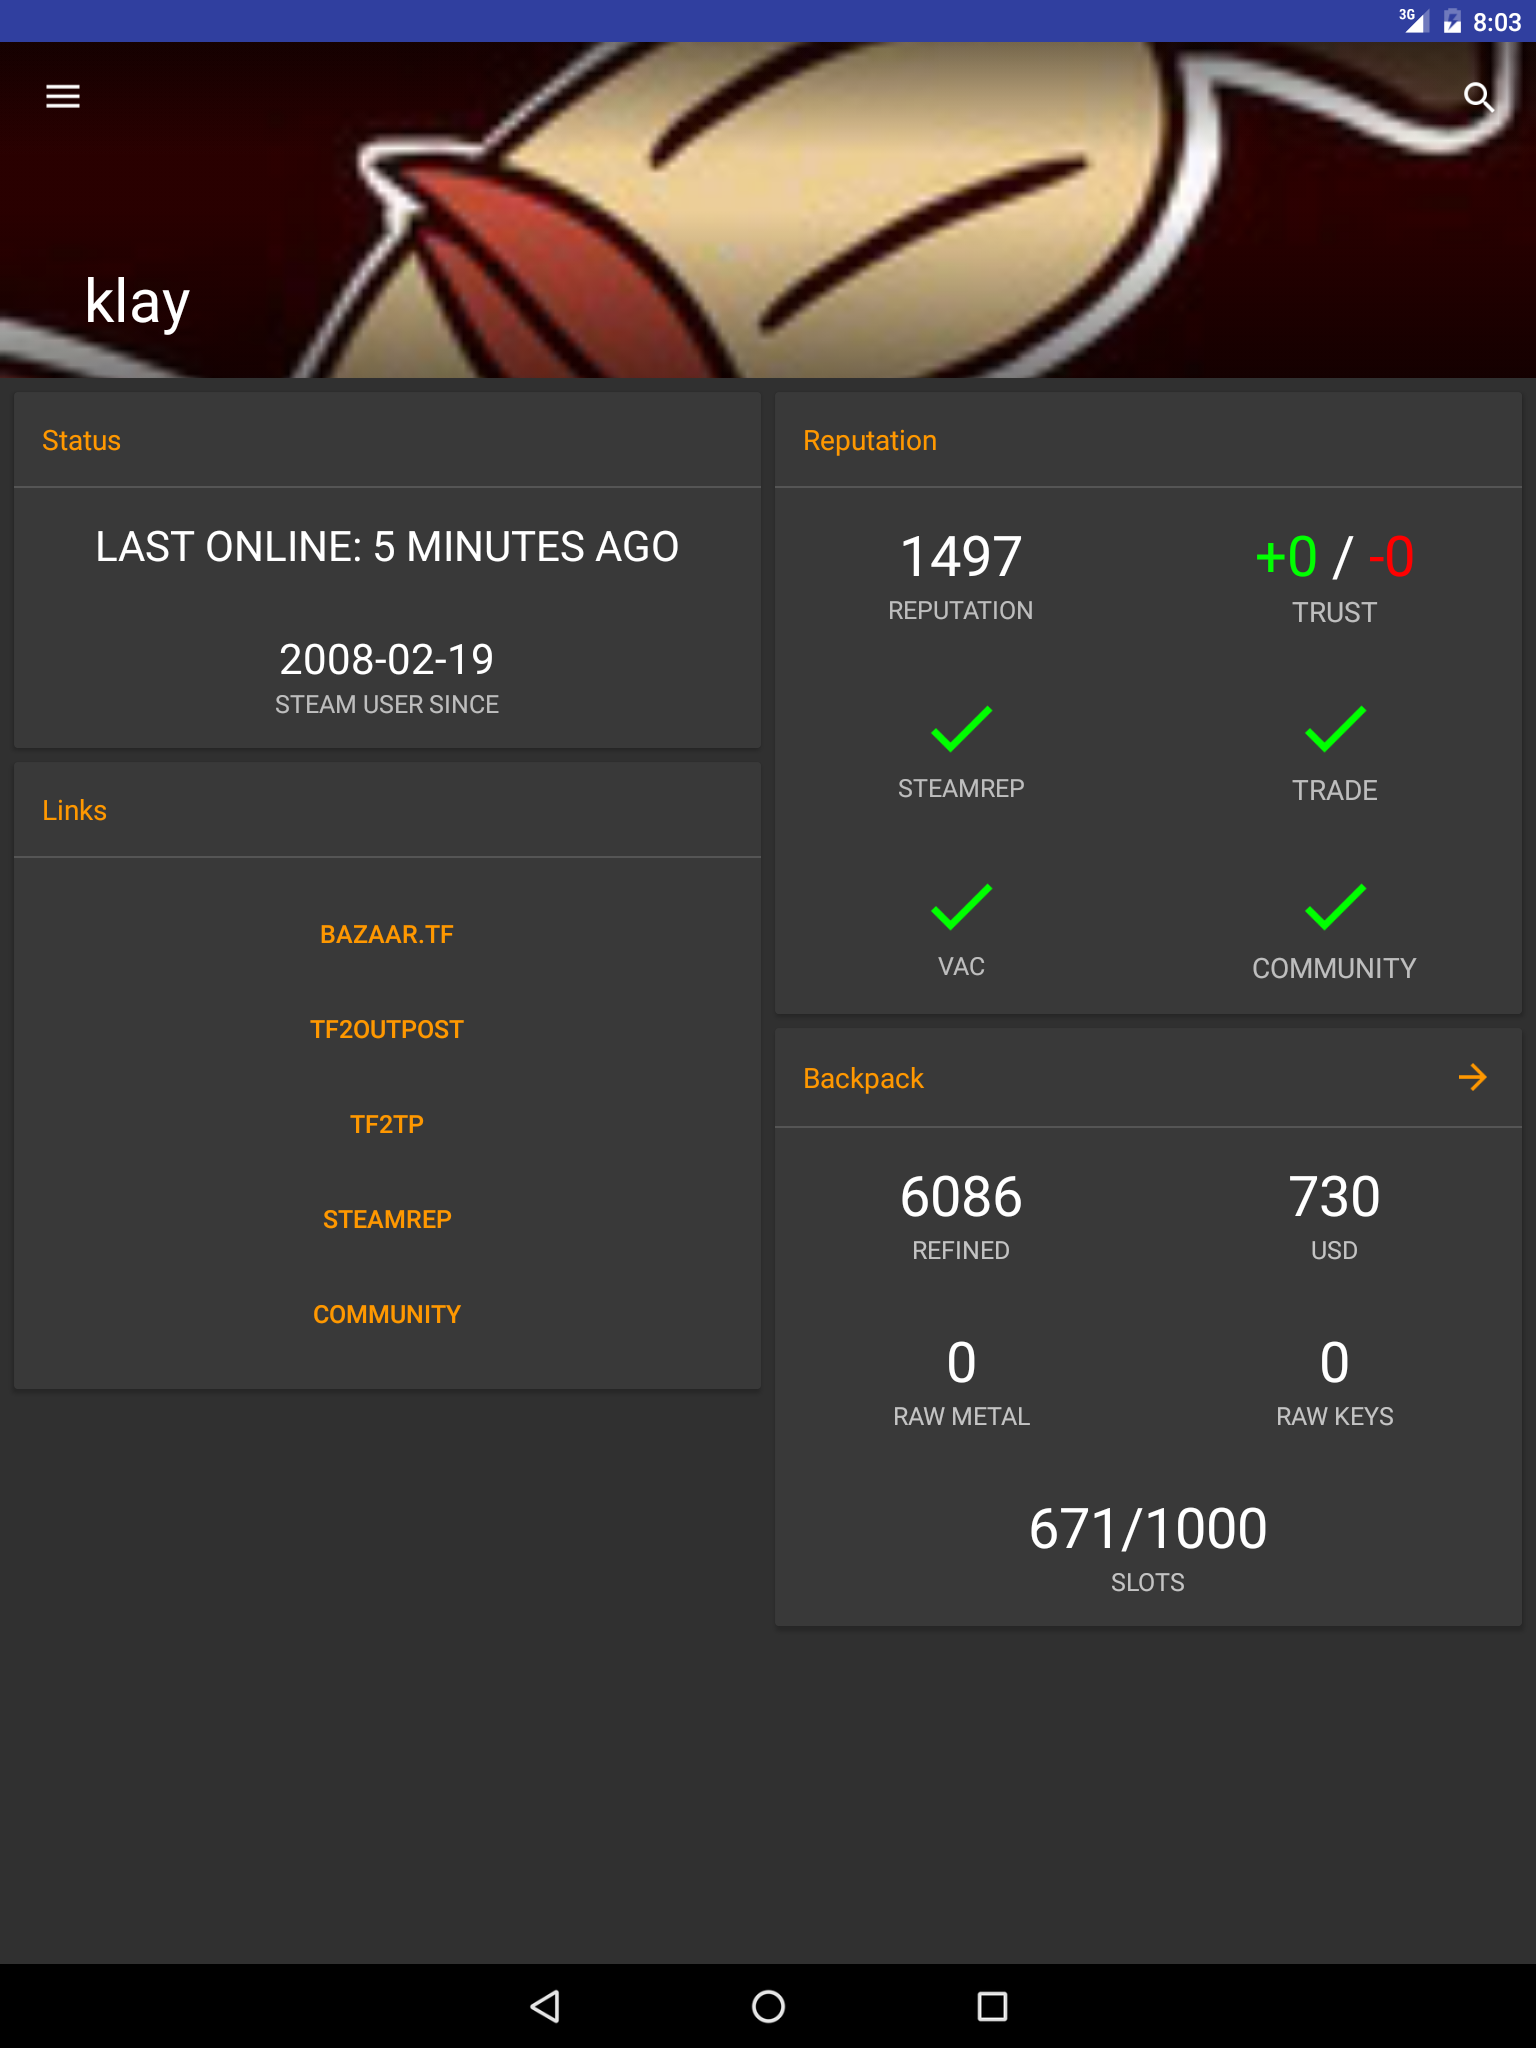 3G 8:03
klay
Status
LAST ONLINE: 5 MINUTES AGO
2008-02-19
STEAM USER SINCE
Links
BAZAAR.TF
TF2OUTPOST
TF2TP
STEAMREP
COMMUNITY
Reputation
1497 +0 / -0
REPUTATION TRUST
STEAMREP TRADE
VAC COMMUNITY
Backpack
6086 730
REFINED USD
0 0
RAW METAL RAW KEYS
671/1000
SLOTS